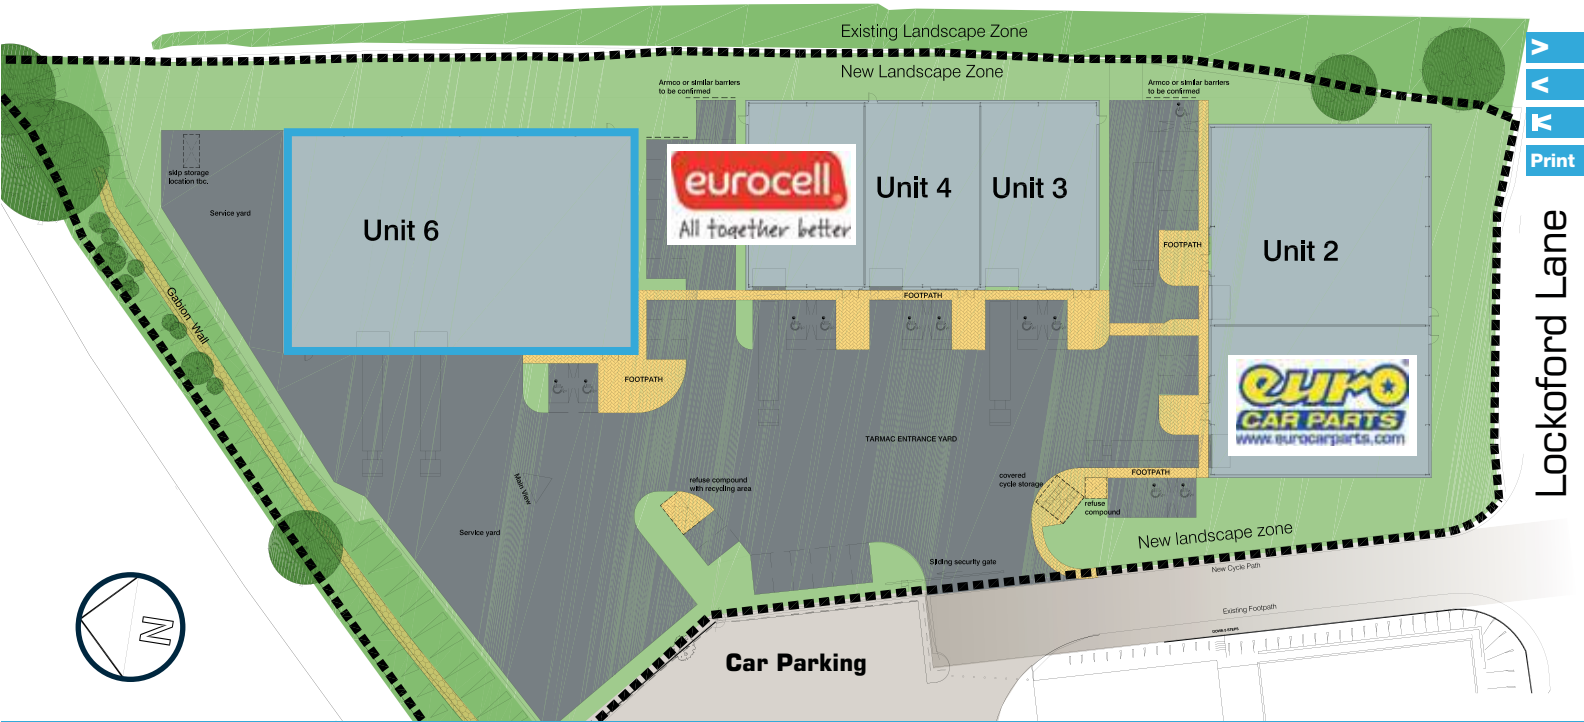 Existing Landscape Zone
New Landscape Zone
Armco or similar barriers
to be confirmed
Armco or similar barriers
to be confirmed
>
<
K
Print
skip storage
location tbc.
Service yard
Unit 6
eurocell
All together better
Unit 4
Unit 3
FOOTPATH
Unit 2
Lockoford Lane
Gabion Wall
FOOTPATH
FOOTPATH
euro
CAR PARTS
www.eurocarparts.com
TARMAC ENTRANCE YARD
Main View
refuse compound
with recycling area
covered
cycle storage
FOOTPATH
refuse
compound
Service yard
New landscape zone
Sliding security gate
New Cycle Path
Existing Footpath
N
Car Parking